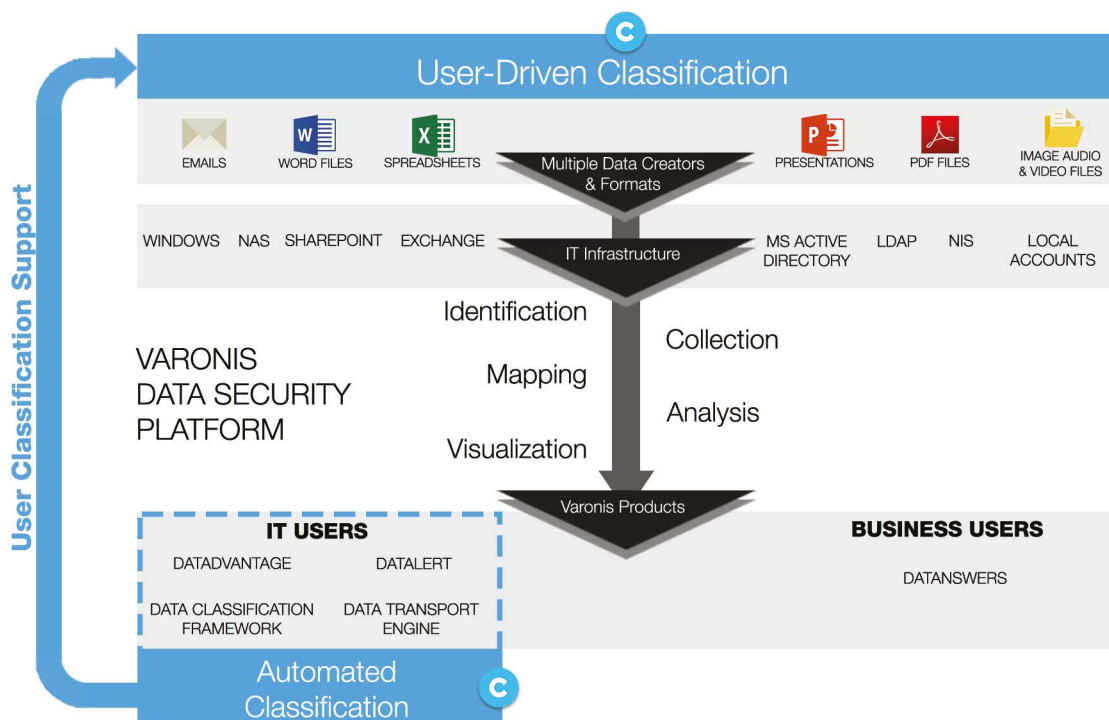 C
User-Driven Classification
EMAILS
WORD FILES
SPREADSHEETS
Multiple Data Creators
& Formats
PRESENTATIONS
PDF FILES
IMAGE AUDIO
& VIDEO FILES
WINDOWS
NAS
SHAREPOINT
EXCHANGE
IT Infrastructure
MS ACTIVE
DIRECTORY
LDAP
NIS
LOCAL
ACCOUNTS
User Classification Support
Identification
Collection
VARONIS
DATA SECURITY
PLATFORM
Mapping
Analysis
Visualization
Varonis Products
IT USERS
DATADVANTAGE
DATALERT
DATA CLASSIFICATION
FRAMEWORK
DATA TRANSPORT
ENGINE
BUSINESS USERS
DATANSWERS
Automated
Classification
C